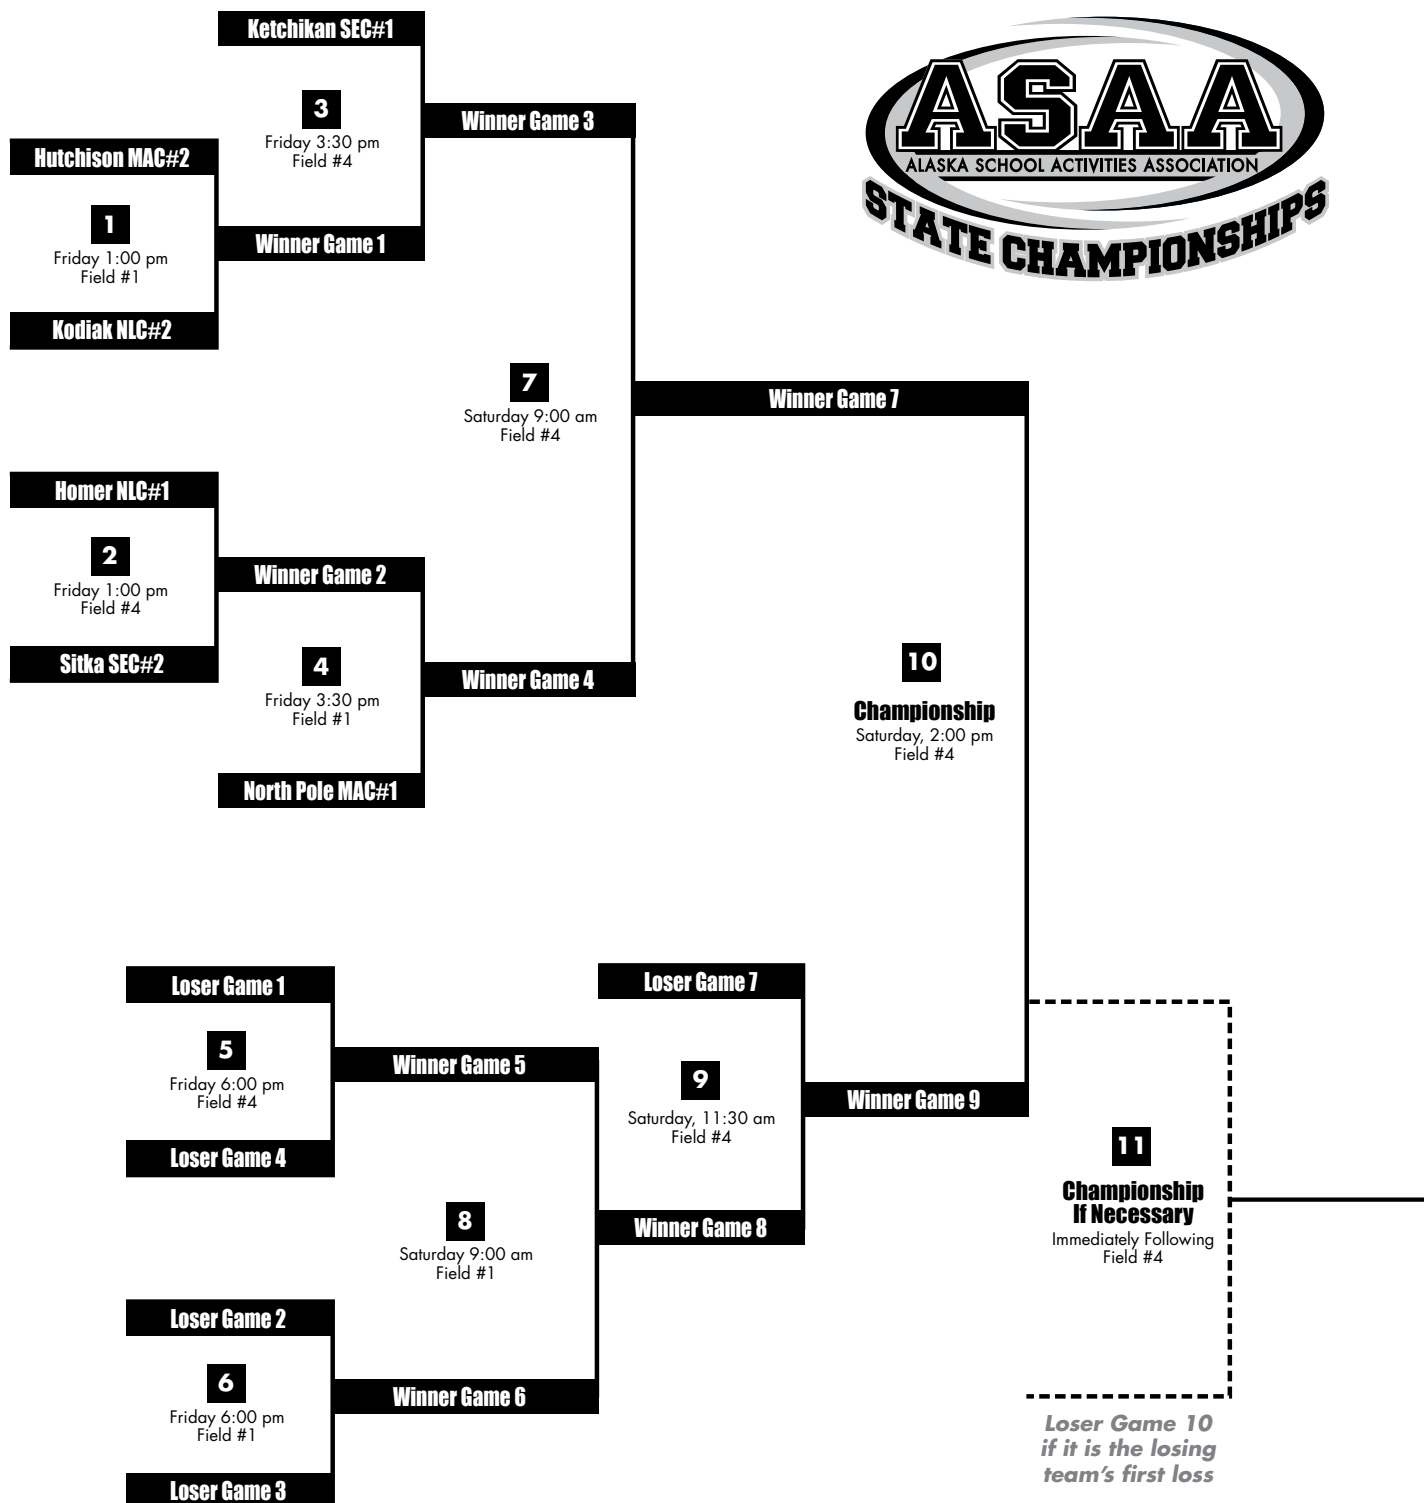 Ketchikan SEC#1
3
Friday 3:30 pm
Field #4
Winner Game 3
ASAA
ALASKA SCHOOL ACTIVITIES ASSOCIATION
STATE CHAMPIONSHIPS
Hutchison MAC#2
1
Friday 1:00 pm
Field #1
Winner Game 1
Kodiak NLC#2
7
Saturday 9:00 am
Field #4
Winner Game 7
Homer NLC#1
2
Friday 1:00 pm
Field #4
Winner Game 2
Sitka SEC#2
4
Friday 3:30 pm
Field #1
Winner Game 4
North Pole MAC#1
10
Championship
Saturday, 2:00 pm
Field #4
Loser Game 1
5
Friday 6:00 pm
Field #4
Winner Game 5
Loser Game 4
Loser Game 7
9
Saturday, 11:30 am
Field #4
Winner Game 9
8
Saturday 9:00 am
Field #1
Winner Game 8
11
Championship
If Necessary
Immediately Following
Field #4
Loser Game 2
6
Friday 6:00 pm
Field #1
Winner Game 6
Loser Game 3
Loser Game 10
if it is the losing
team's first loss